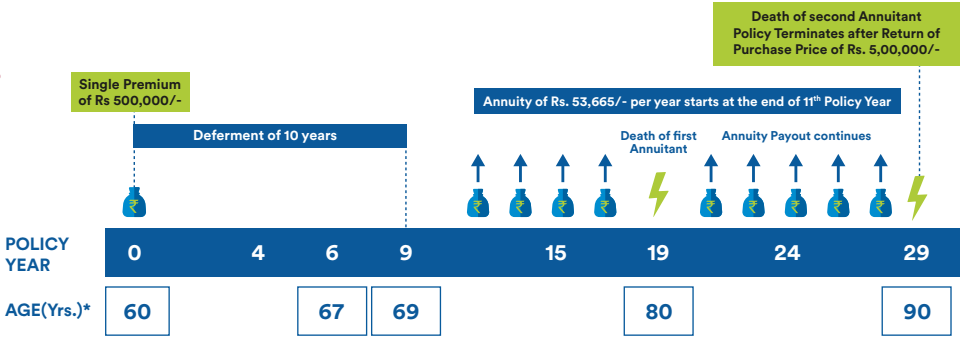 Death of second Annuitant
Policy Terminates after Return of
Purchase Price of Rs. 5,00,000/-
Single Premium
of Rs 500,000/-
Annuity of Rs. 53,665/- per year starts at the end of 11th Policy Year
Deferment of 10 years
Death of first
Annuitant
Annuity Payout continues
₹ ₹ ₹ ₹ ₹ ₹ ₹ ₹ ₹ ₹
POLICY
YEAR
0 4 6 9 15 19 24 29
AGE(Yrs.)* 60 67 69 80 90